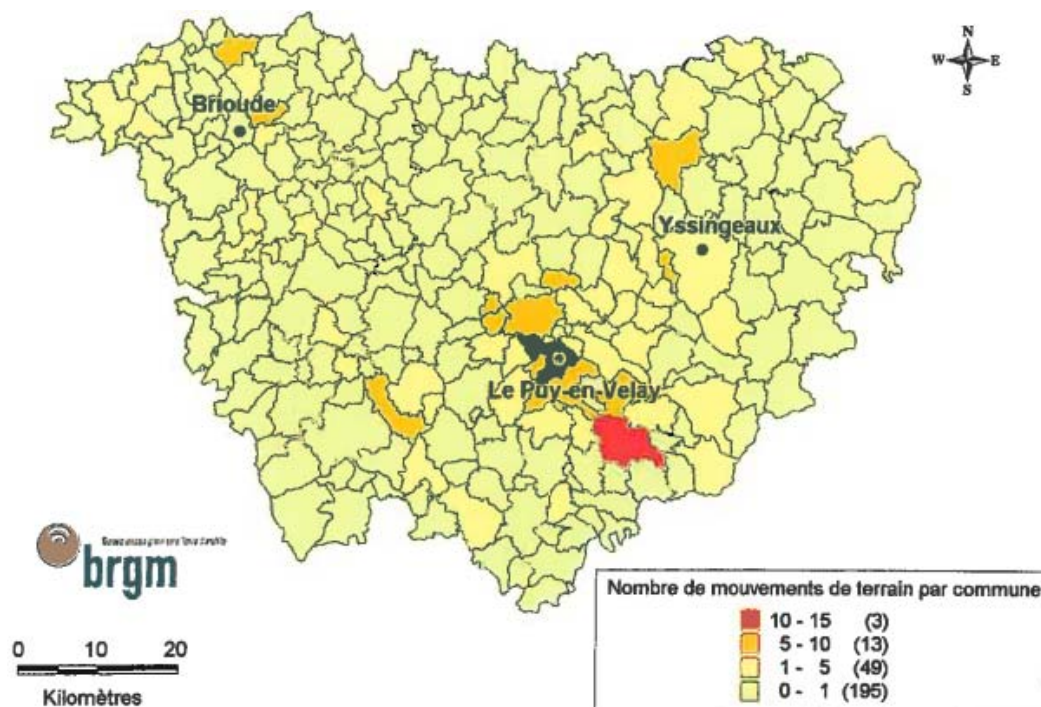 N
W E
S
Brioude
Yssingeaux
Le Puy-en-Velay
brgm
Nombre de mouvements de terrain par commune
10 - 15 (3)
5 - 10 (13)
1 - 5 (49)
0 - 1 (195)
0 10 20
Kilomètres